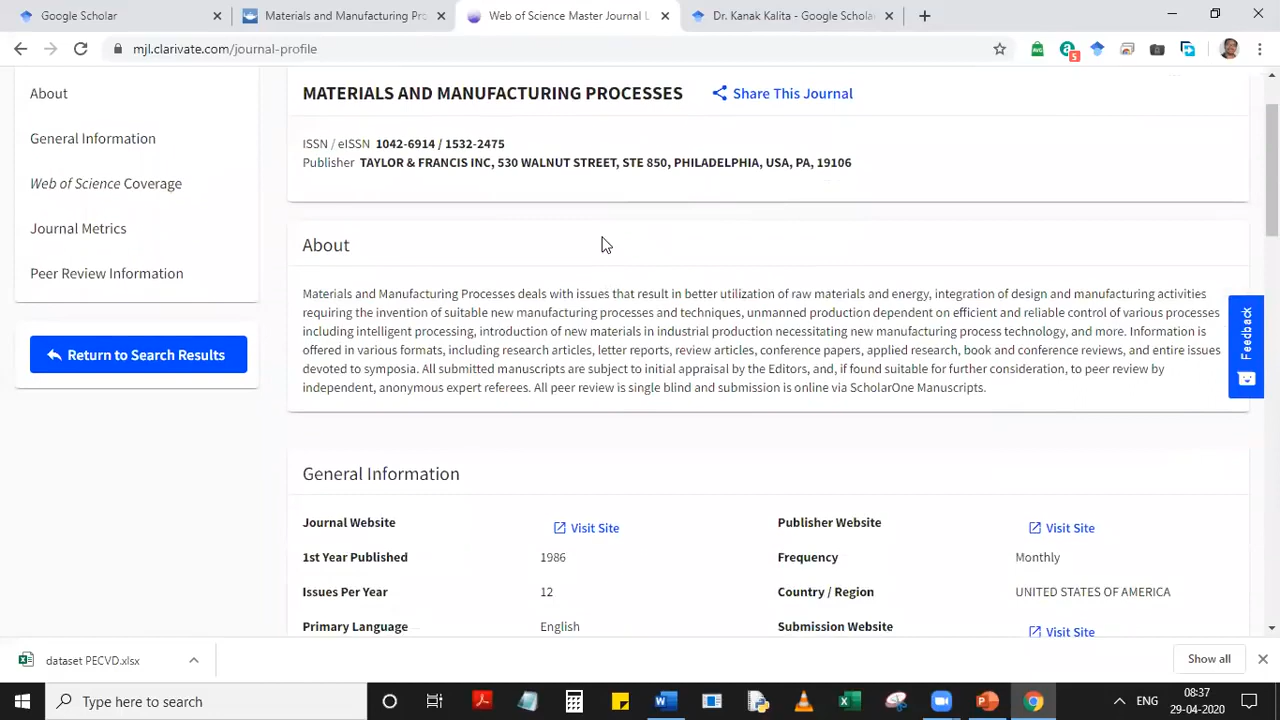 Google Scholar
Materials and Manufacturing Pro
Web of Science Master Journal L
Dr. Kanak Kalita - Google Schola
mjl.clarivate.com/journal-profile
5
About
General Information
Web of Science Coverage
Journal Metrics
Peer Review Information
Return to Search Results
MATERIALS AND MANUFACTURING PROCESSES
Share This Journal
ISSN / eISSN 1042-6914 / 1532-2475
Publisher TAYLOR & FRANCIS INC, 530 WALNUT STREET, STE 850, PHILADELPHIA, USA, PA, 19106
About
Materials and Manufacturing Processes deals with issues that result in better utilization of raw materials and energy, integration of design and manufacturing activities
requiring the invention of suitable new manufacturing processes and techniques, unmanned production dependent on efficient and reliable control of various processes
including intelligent processing, introduction of new materials in industrial production necessitating new manufacturing process technology, and more. Information is
offered in various formats, including research articles, letter reports, review articles, conference papers, applied research, book and conference reviews, and entire issues
devoted to symposia. All submitted manuscripts are subject to initial appraisal by the Editors, and, if found suitable for further consideration, to peer review by
independent, anonymous expert referees. All peer review is single blind and submission is online via ScholarOne Manuscripts.
Feedback
General Information
Journal Website Visit Site Publisher Website Visit Site
1st Year Published 1986 Frequency Monthly
Issues Per Year 12 Country / Region UNITED STATES OF AMERICA
Primary Language English Submission Website Visit Site
dataset PECVD.xlsx
Show all
Type here to search
ENG
08:37
29-04-2020